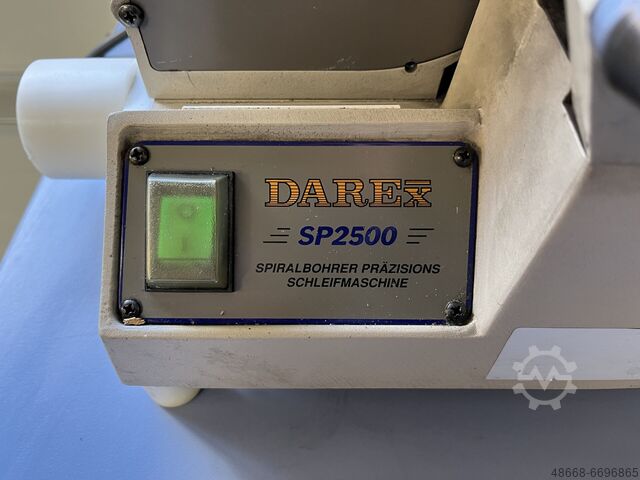 DAREX
SP2500
SPIRALBOHRER PRÄZISIONS
SCHLEIFMASCHINE
48668-6696865